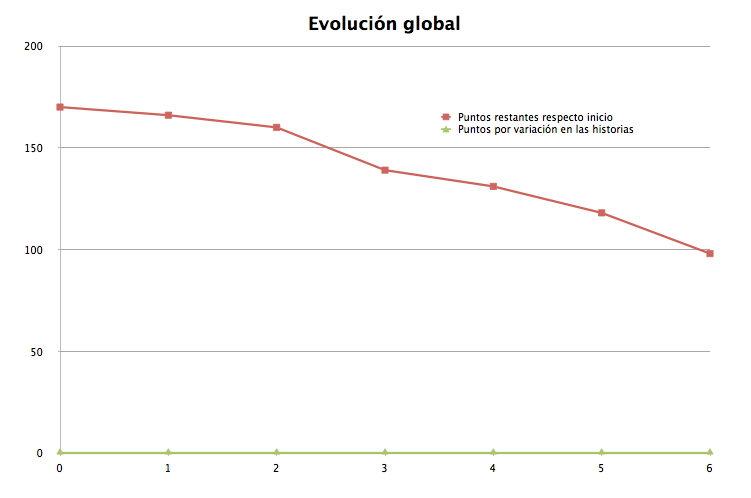 Evolución global
200
Puntos restantes respecto inicio
Puntos por variación en las historias
150
100
50
0
0 1 2 3 4 5 6